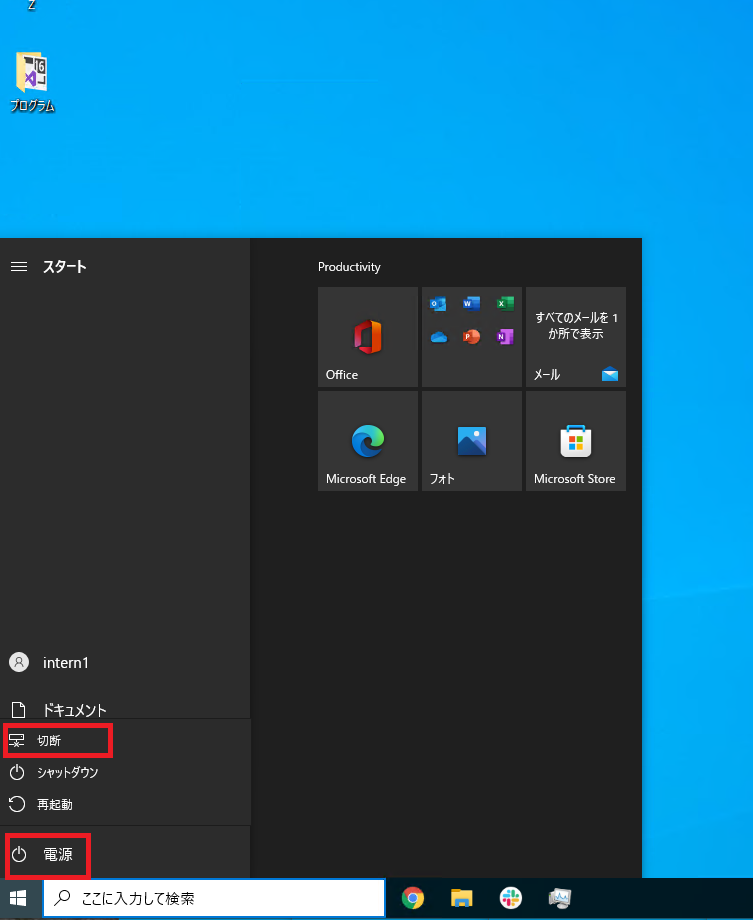 Z
プログラム
スタート
Productivity
Office
すべてのメールを 1
か所で表示
メール
Microsoft Edge
フォト
Microsoft Store
intern1
ドキュメント
切断
シャットダウン
再起動
電源
ここに入力して検索